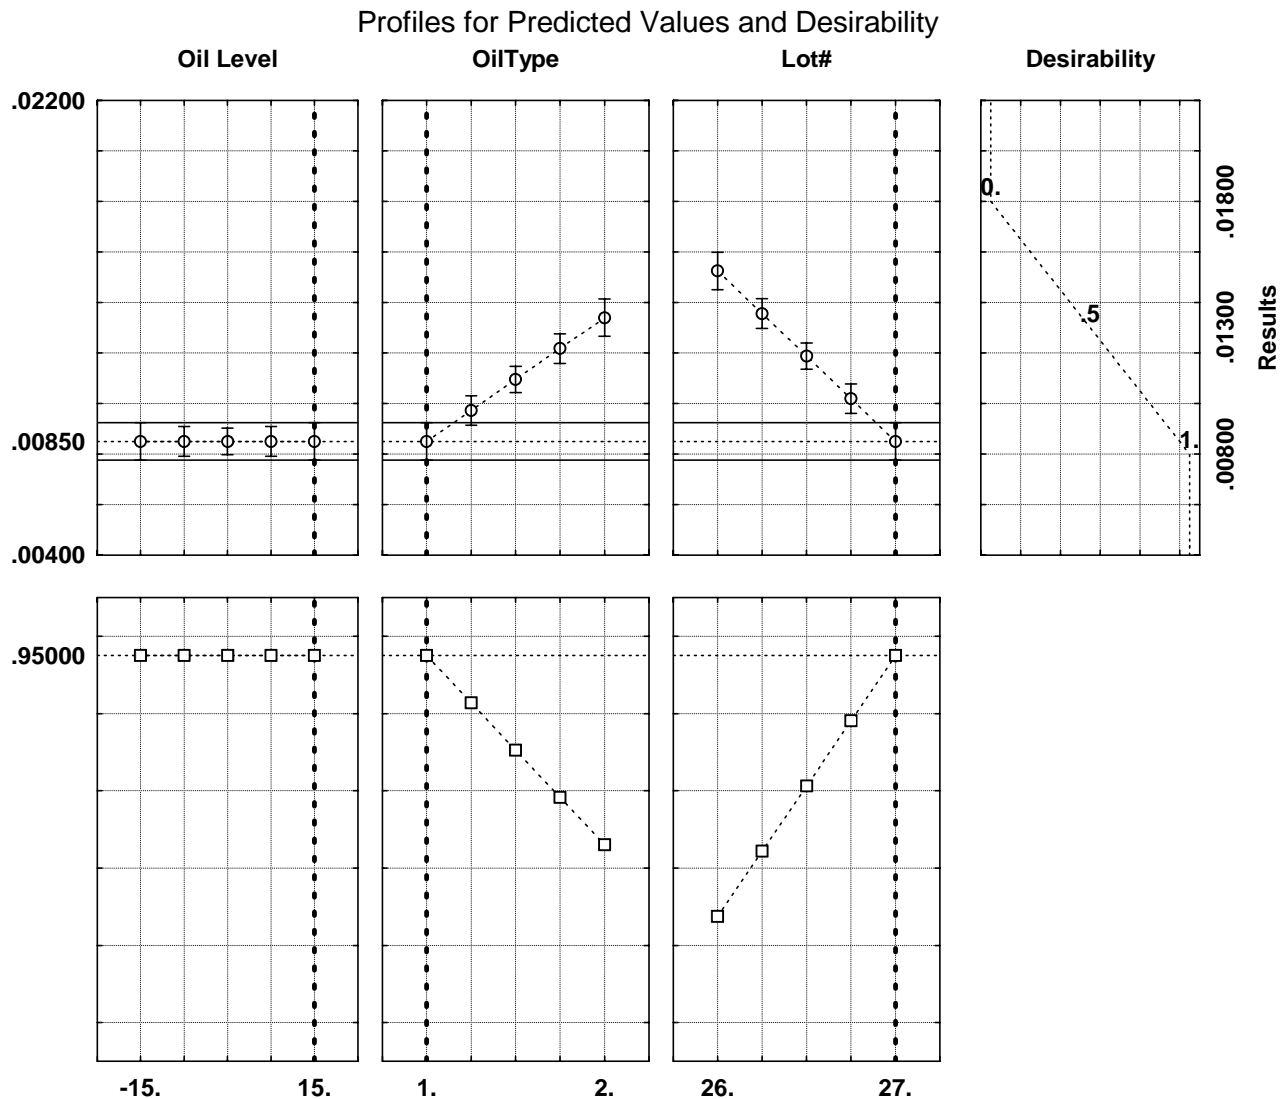 Profiles for Predicted Values and Desirability
Oil Level OilType Lot# Desirability
.02200
0.
.01800
.5
.01300
Results
.00850
1.
.00800
.00400
.95000
-15. 15. 1. 2. 26. 27.